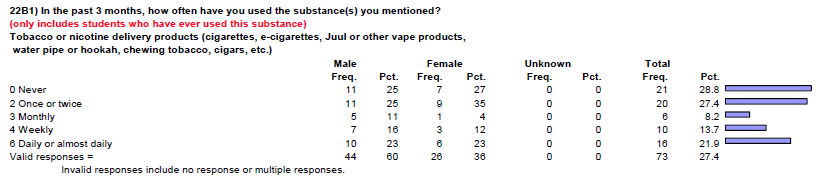 22B1) In the past 3 months, how often have you used the substance(s) you mentioned?
(only includes students who have ever used this substance)
Tobacco or nicotine delivery products (cigarettes, e-cigarettes, Juul or other vape products,
water pipe or hookah, chewing tobacco, cigars, etc.)
Male Female Unknown Total
Freq. Pct. Freq. Pct. Freq. Pct. Freq. Pct.
0 Never 11 25 7 27 0 0 21 28.8
2 Once or twice 11 25 9 35 0 0 20 27.4
3 Monthly 5 11 1 4 0 0 6 8.2
4 Weekly 7 16 3 12 0 0 10 13.7
6 Daily or almost daily 10 23 6 23 0 0 16 21.9
Valid responses = 44 60 26 36 0 0 73 27.4
Invalid responses include no response or multiple responses.